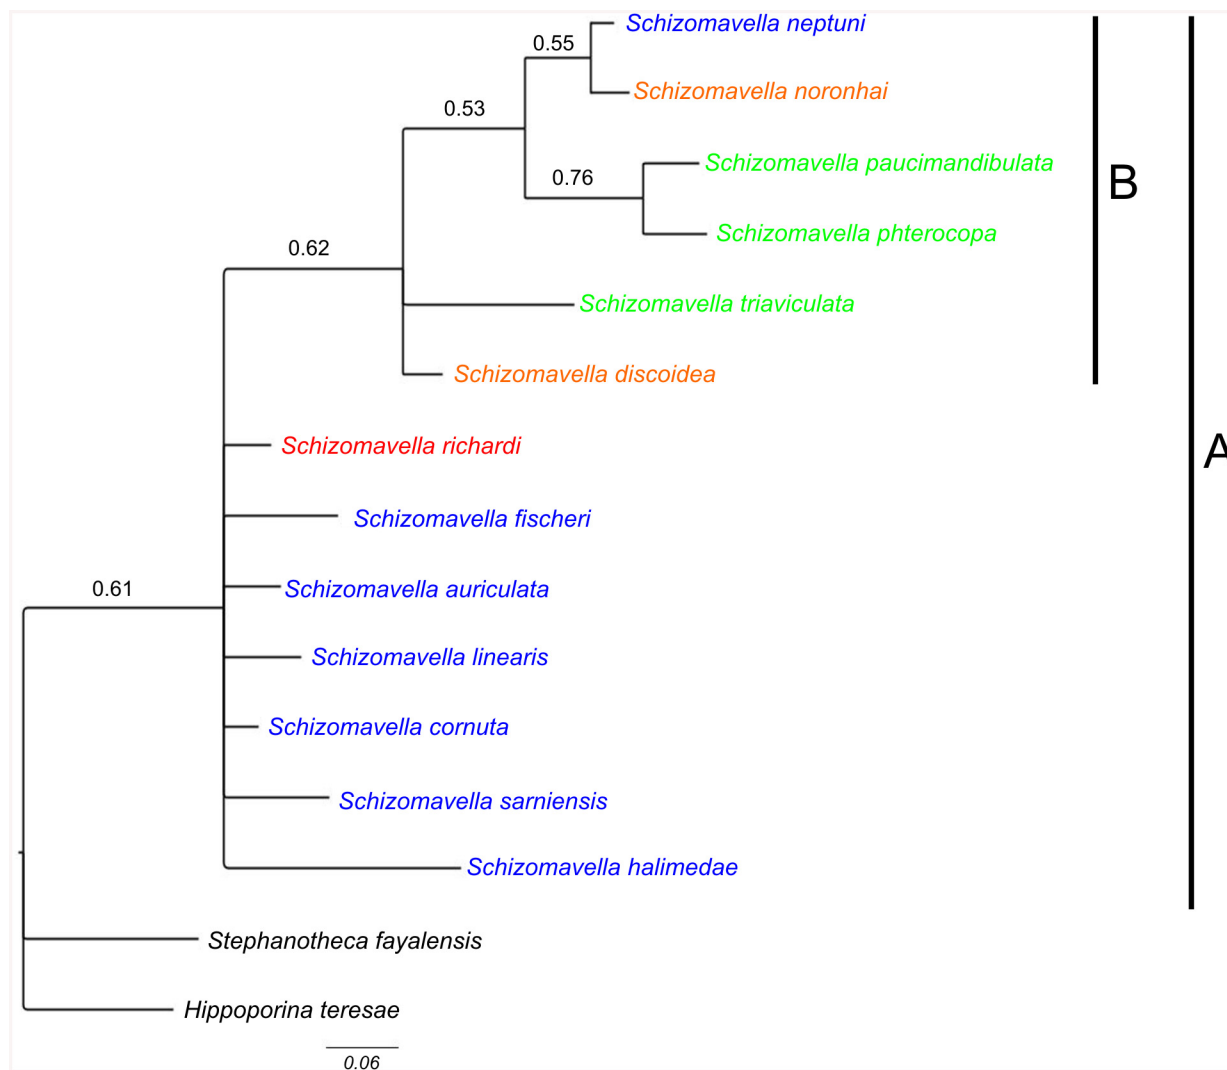 Schizomavella neptuni
0.55
Schizomavella noronhai
0.53
Schizomavella paucimandibulata
0.76
B
Schizomavella phterocopa
0.62
Schizomavella triaviculata
Schizomavella discoidea
Schizomavella richardi
A
Schizomavella fischeri
0.61
Schizomavella auriculata
Schizomavella linearis
Schizomavella cornuta
Schizomavella sarniensis
Schizomavella halimedae
Stephanotheca fayalensis
Hippoporina teresae
0.06